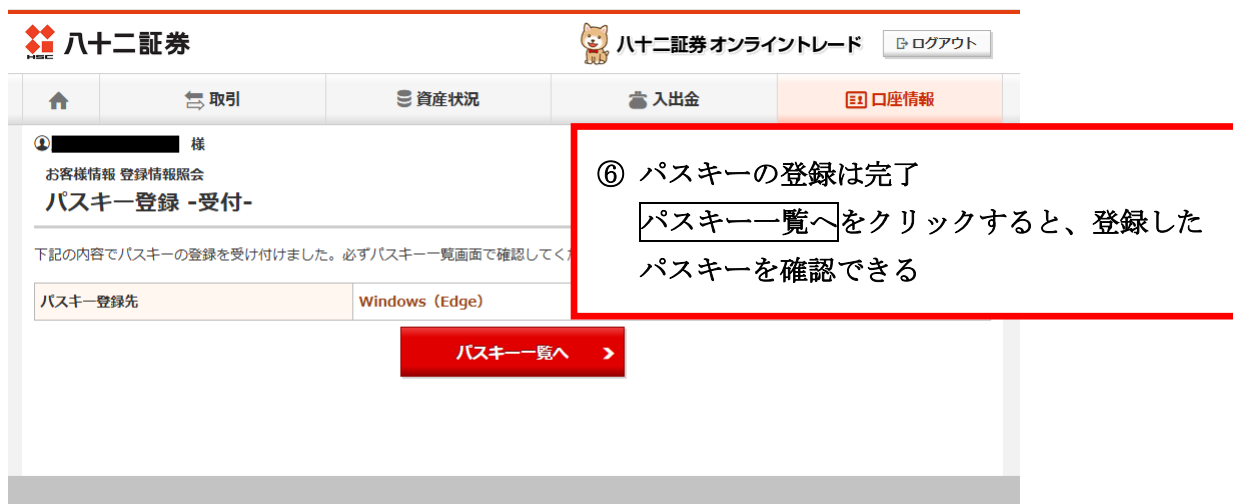 八十二証券
HSC
八十二証券 オンライントレード
ログアウト
取引
資産状況
入出金
口座情報
様
お客様情報 登録情報照会
パスキー登録 -受付-
下記の内容でパスキーの登録を受け付けました。必ずパスキー一覧画面で確認してくだ
パスキー登録先
Windows（Edge）
パスキー一覧へ
⑥ パスキーの登録は完了
パスキー一覧へをクリックすると、登録した
パスキーを確認できる